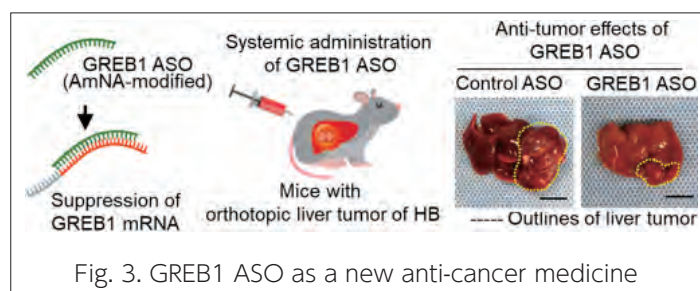 GREB1 ASO
(AmNA-modified)
Suppression of
GREB1 mRNA
Systemic administration
of GREB1 ASO
Mice with
orthotopic liver tumor of HB
Anti-tumor effects of
GREB1 ASO
Control ASO GREB1 ASO
----- Outlines of liver tumor
Fig. 3. GREB1 ASO as a new anti-cancer medicine